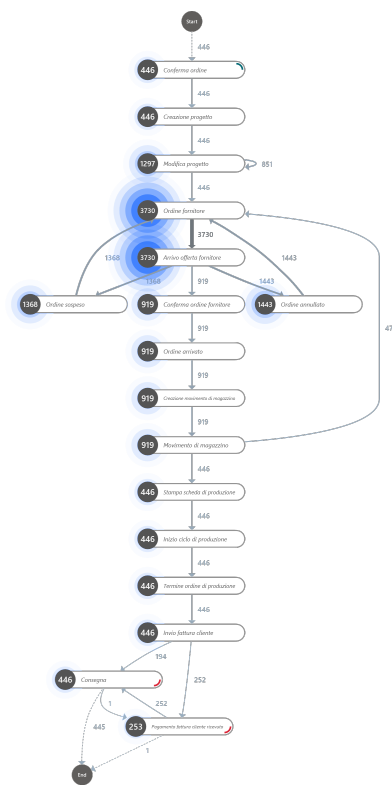 Start
446
446 Conferma ordine
446
446 Creazione progetto
446
1297 Modifica progetto
851
446
3730 Ordine fornitore
3730
3730 Arrivo offerta fornitore
1368
1443
1368
919
1443
1368 Ordine sospeso
919 Conferma ordine fornitore
1443 Ordine annullato
919
47
919 Ordine arrivato
919
919 Creazione movimento di magazzino
919
919 Movimento di magazzino
446
446 Stampa scheda di produzione
446
446 Inizio ciclo di produzione
446
446 Termine ordine di produzione
446
446 Invio fattura cliente
194
252
446 Consegna
1
252
445
253 Pagamento fattura cliente ricevuto
1
End